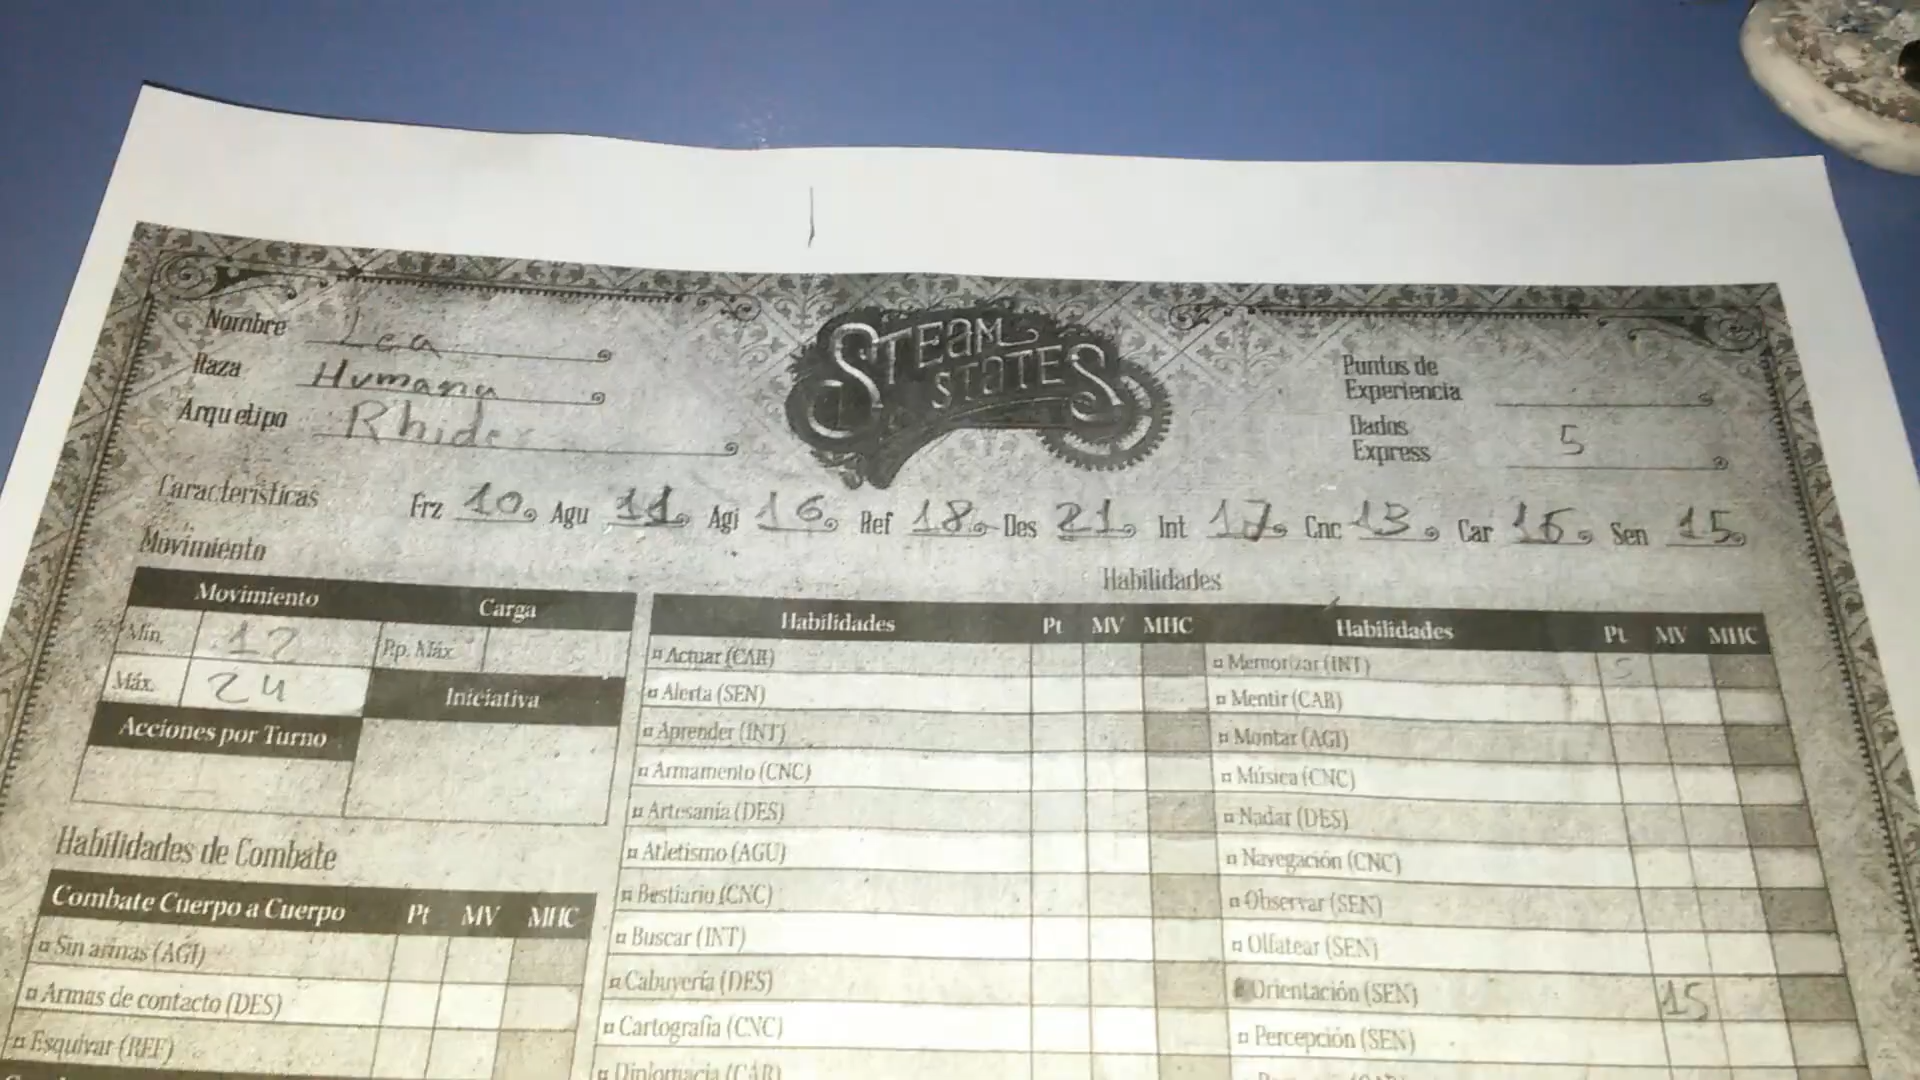 Nombre Lea
Raza Humana
Arquetipo Rhider
STEAM
STATES
Puntos de
Experiencia
Dados
Express 5
Características Frz 10 Agu 11 Agi 16 Ref 18 Des 21 Int 17 Cnc 13 Car 16 Sen 15
Movimiento
Movimiento Carga
Mín. 12 Pp. Máx
Máx. 24 Iniciativa
Acciones por Turno
Habilidades de Combate
Combate Cuerpo a Cuerpo Pt MV MHC
Sin armas (AGI)
Armas de contacto (DES)
Esquivar (REF)
Habilidades
Habilidades Pt MV MHC Habilidades Pt MV MHC
Actuar (CAR) Memorizar (INT) 5
Alerta (SEN) Mentir (CAR)
Aprender (INT) Montar (AGI)
Armamento (CNC) Música (CNC)
Artesanía (DES) Nadar (DES)
Atletismo (AGU) Navegación (CNC)
Bestiario (CNC) Observar (SEN)
Buscar (INT) Olfatear (SEN)
Cabuyería (DES) Orientación (SEN) 15
Cartografía (CNC) Percepción (SEN)
Diplomacia (CAR)